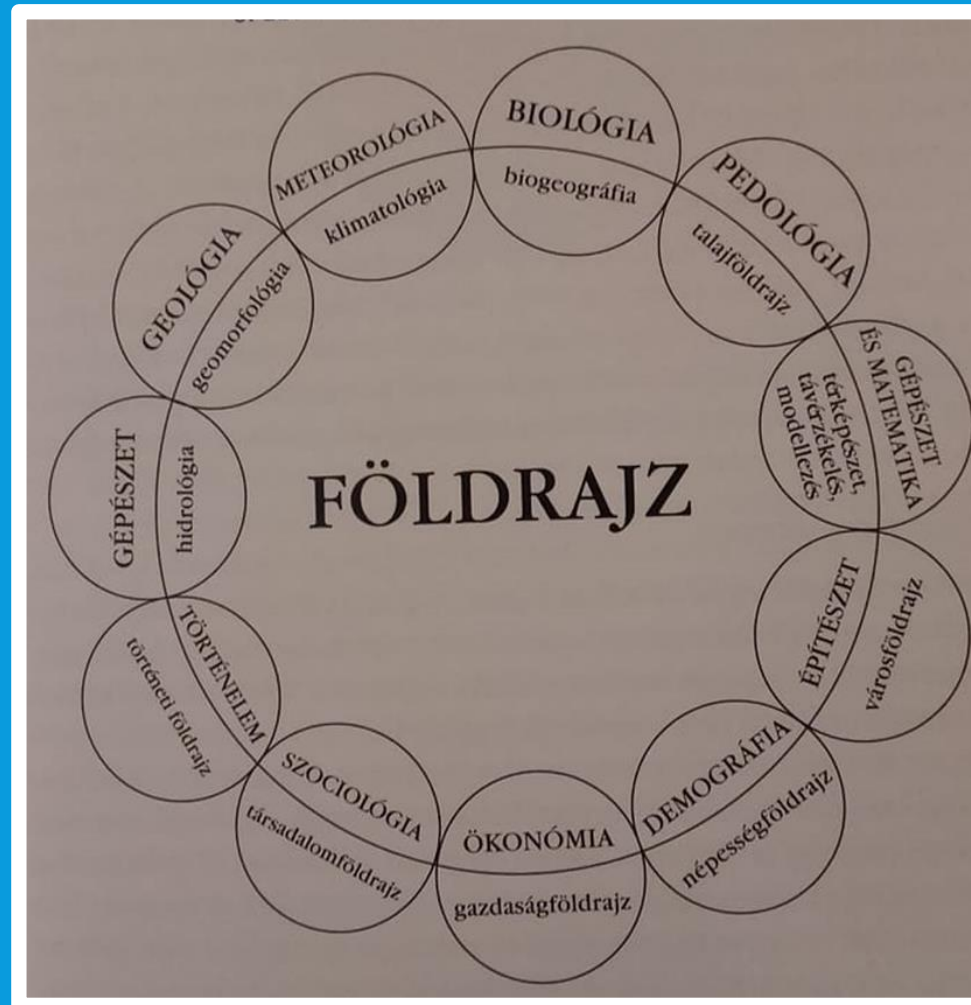 BIOLÓGIA
biogeográfia
PEDOLÓGIA
talajföldrajz
GÉPÉSZET
ÉS MATEMATIKA
térképészet,
távérzékelés,
modellezés
ÉPÍTÉSZET
városföldrajz
DEMOGRÁFIA
népességföldrajz
ÖKONÓMIA
gazdaságföldrajz
SZOCIOLÓGIA
társadalomföldrajz
TÖRTÉNELEM
történeti földrajz
GÉPÉSZET
hidrológia
GEOLÓGIA
geomorfológia
METEOROLÓGIA
klimatológia
FÖLDRAJZ